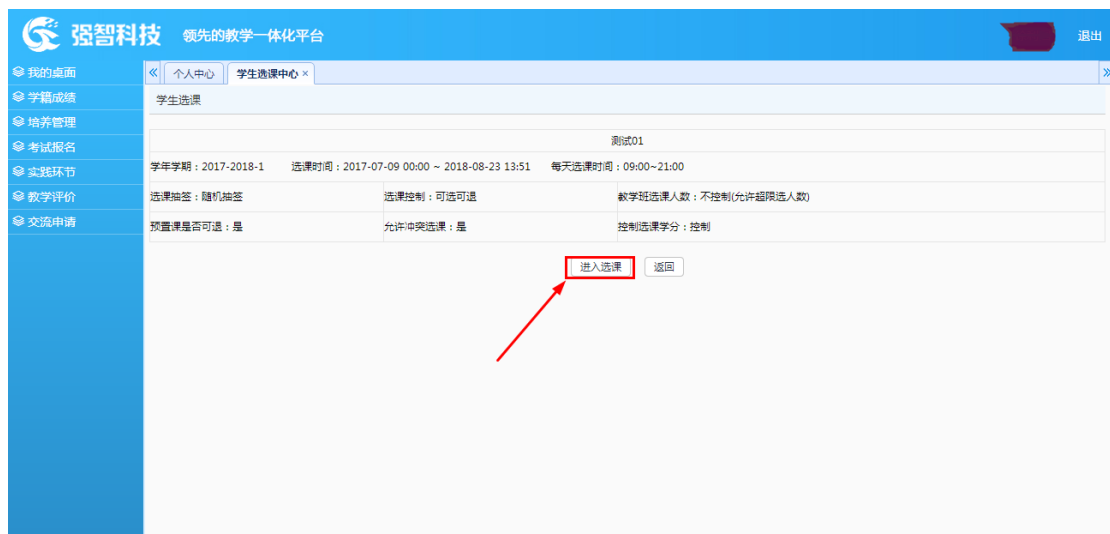 强智科技 领先的教学一体化平台 退出
我的桌面
学籍成绩
培养管理
考试报名
实践环节
教学评价
交流申请
个人中心 学生选课中心
学生选课
测试01
学年学期：2017-2018-1 选课时间：2017-07-09 00:00 ~ 2018-08-23 13:51 每天选课时间：09:00~21:00
选课抽签：随机抽签 选课控制：可选可退 教学班选课人数：不控制(允许超限选人数)
预置课是否可退：是 允许冲突选课：是 控制选课学分：控制
进入选课 返回